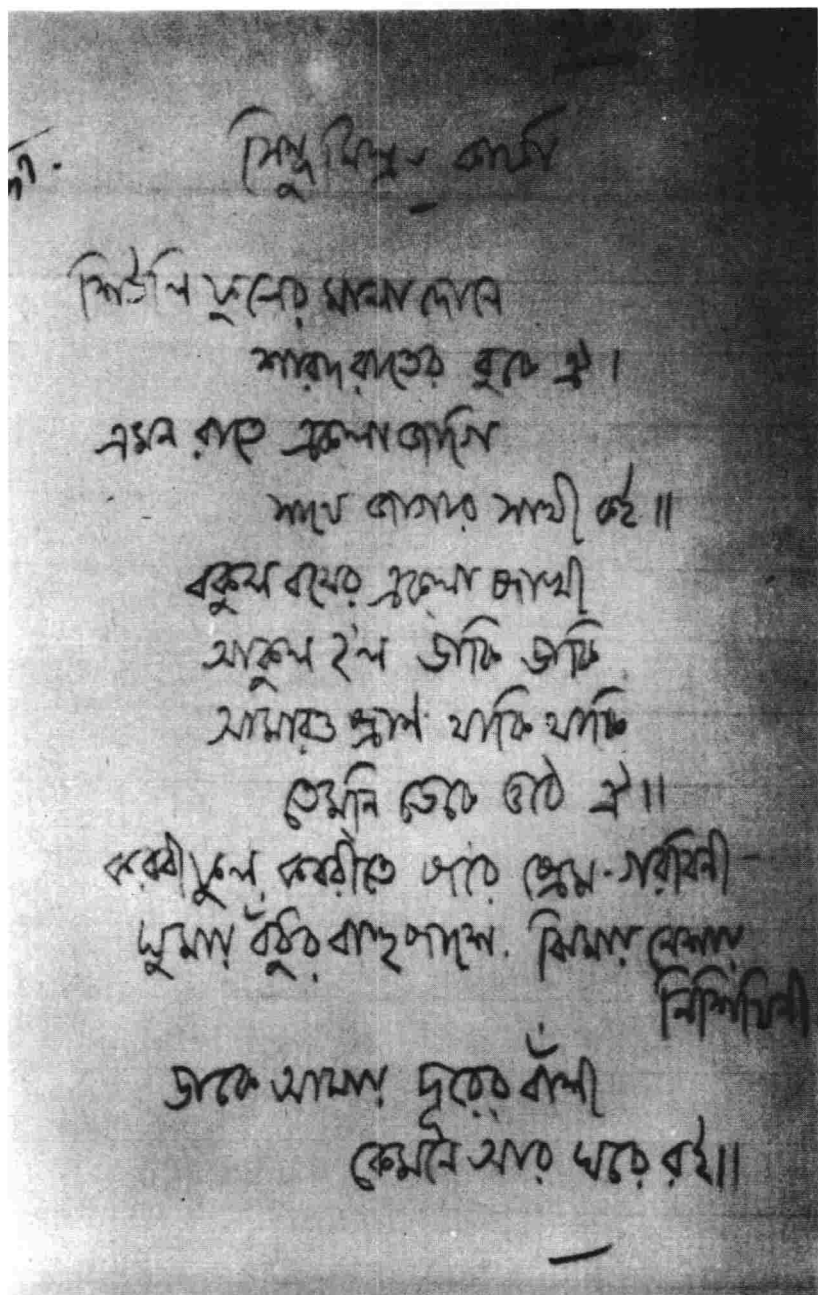 সিন্ধু মিশ্র – কার্ফা
শিউলি ফুলের মালা দোলে
শারদ রাতের বুকে ঐ।
এমন রাতে একলা জাগি
সাথে জাগার সাথী কই॥
বকুল বনের একলা পাখী
আকুল হ'ল ডাকি ডাকি
আমারও প্রাণ থাকি থাকি
তেমনি ডেকে ওঠে ঐ॥
করবী ফুল কবরীতে পরে প্রেম-গরবিনী
ঘুমায় বঁধুর বাহুপাশে. ঝিমায় নেশায়
নিশিথিনী
ডাকে আমায় দূরের বাঁশী
কেমনে আর ঘরে রই॥